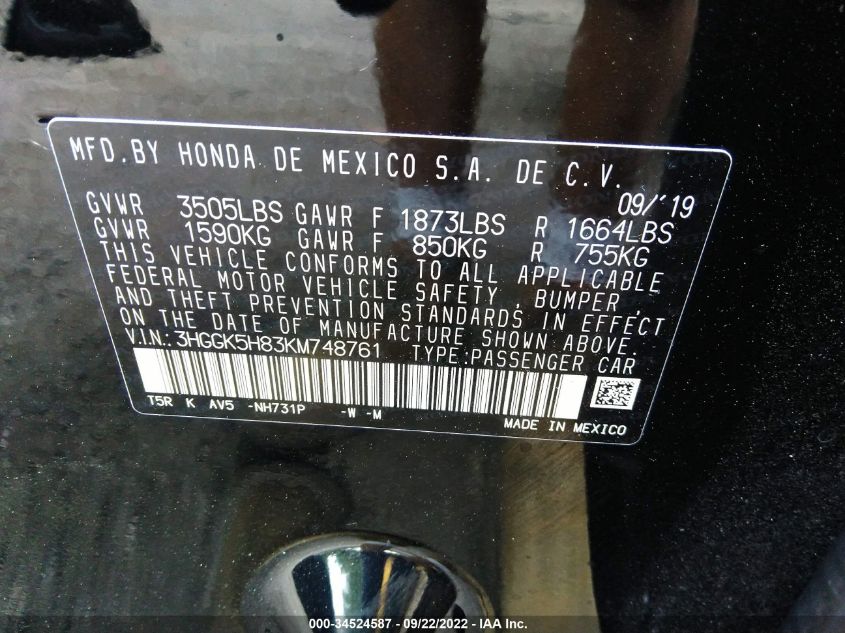 MFD.BY HONDA DE MEXICO S.A. DE C.V.
09/'19
GVWR 3505LBS GAWR F 1873LBS R 1664LBS
GVWR 1590KG GAWR F 850KG R 755KG
THIS VEHICLE CONFORMS TO ALL APPLICABLE
FEDERAL MOTOR VEHICLE SAFETY, BUMPER,
AND THEFT PREVENTION STANDARDS IN EFFECT
ON THE DATE OF MANUFACTURE SHOWN ABOVE.
V.I.N.: 3HGGK5H83KM748761 TYPE:PASSENGER CAR
T5R K AV5 -NH731P -W -M
MADE IN MEXICO
000-34524587 - 09/22/2022 - IAA Inc.